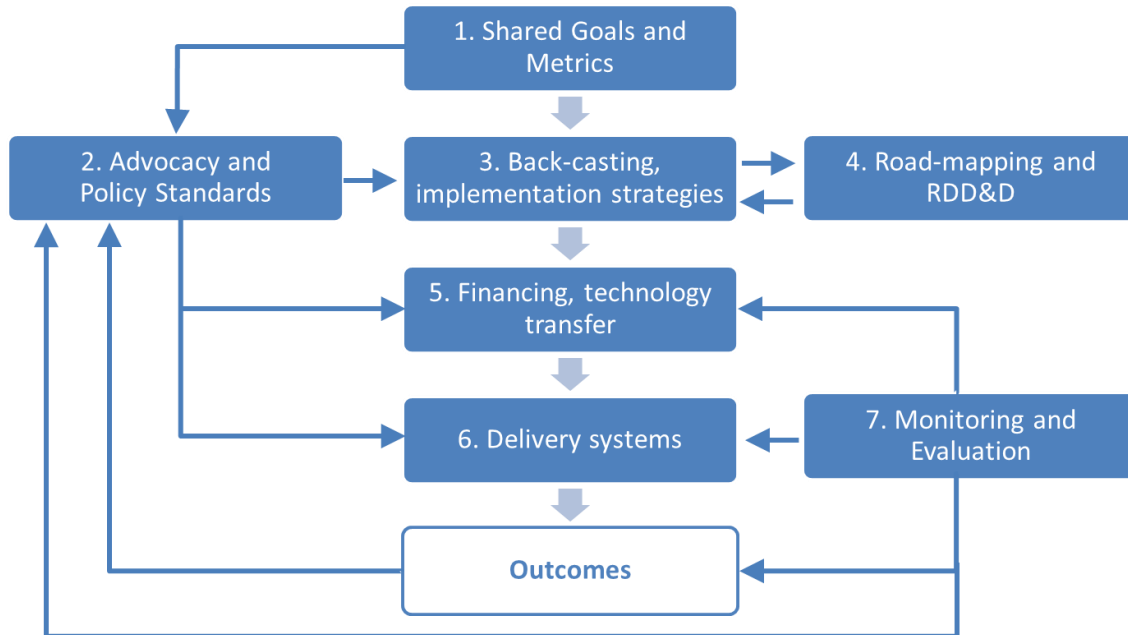 1. Shared Goals and
Metrics
2. Advocacy and
Policy Standards
3. Back-casting,
implementation strategies
4. Road-mapping and
RDD&D
5. Financing, technology
transfer
6. Delivery systems
7. Monitoring and
Evaluation
Outcomes